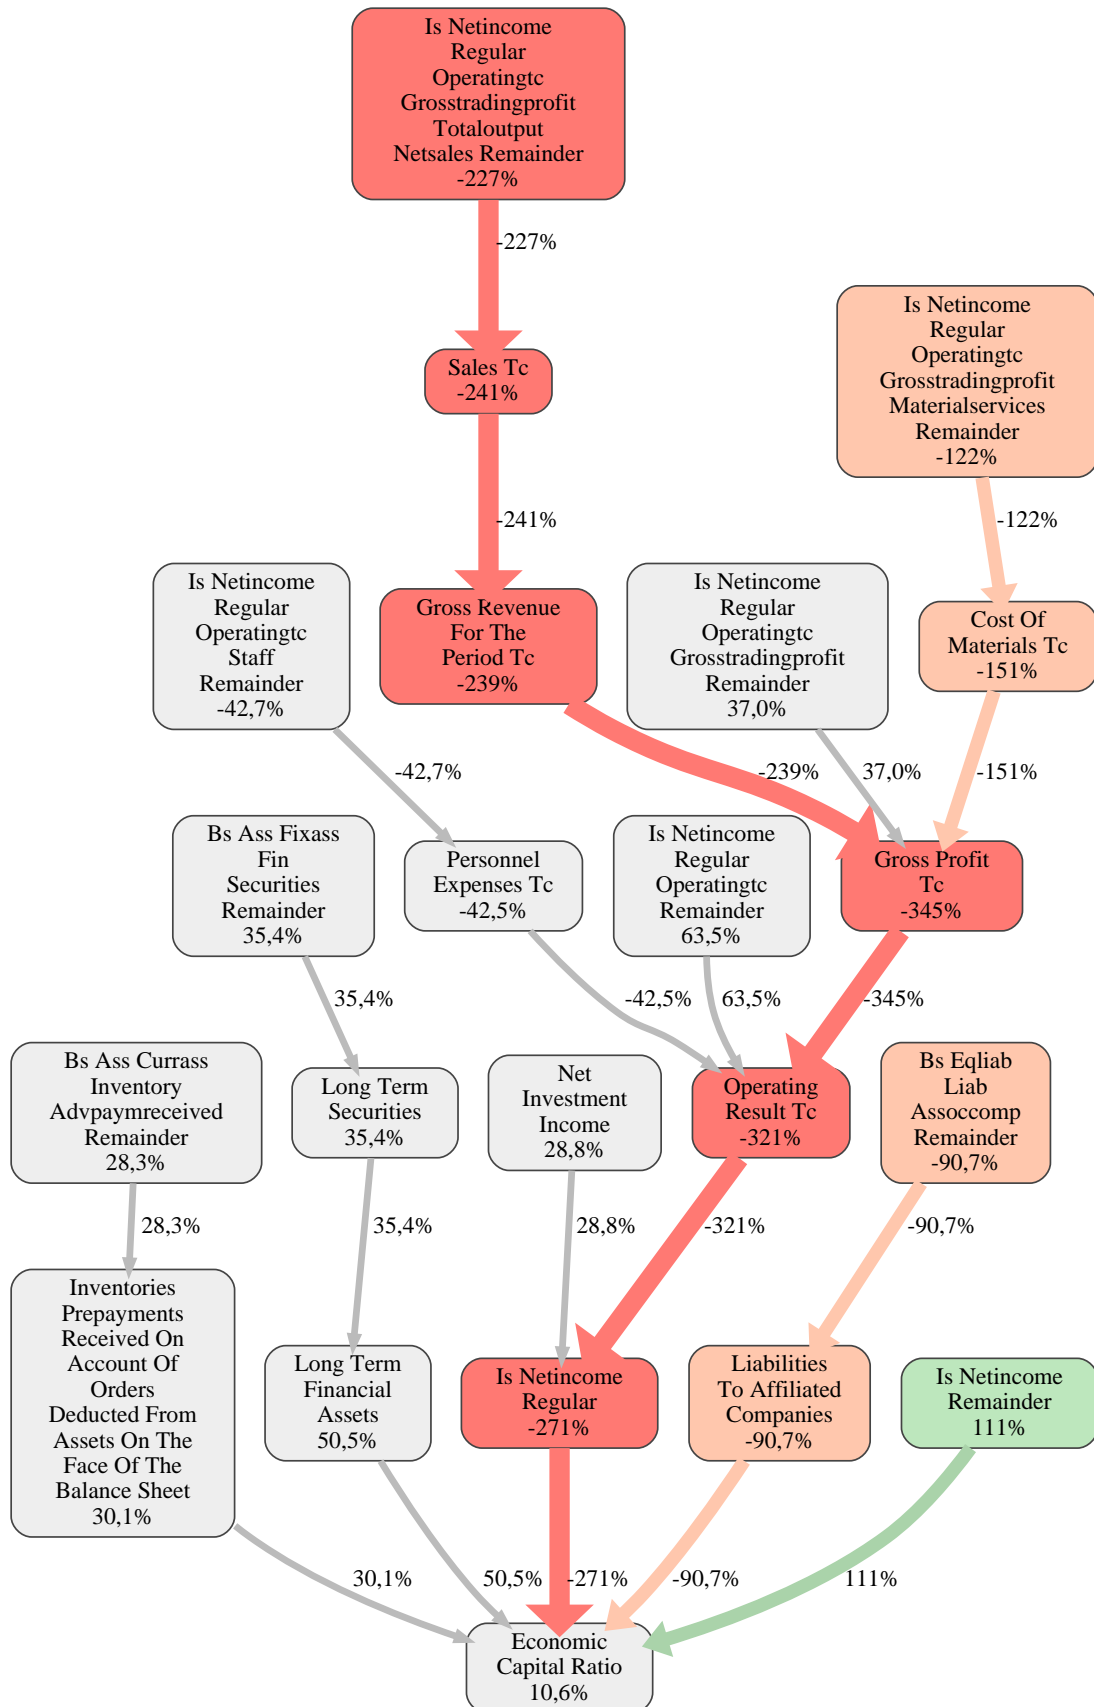 Is Netincome
Regular
Operatingtc
Grosstradingprofit
Totaloutput
Netsales Remainder
-227%
-227%
Sales Tc
-241%
Is Netincome
Regular
Operatingtc
Grosstradingprofit
Materialservices
Remainder
-122%
-241%
-122%
Is Netincome
Regular
Operatingtc
Staff
Remainder
-42,7%
Gross Revenue
For The
Period Tc
-239%
Is Netincome
Regular
Operatingtc
Grosstradingprofit
Remainder
37,0%
Cost Of
Materials Tc
-151%
-42,7%
-239%
37,0%
-151%
Bs Ass Fixass
Fin
Securities
Remainder
35,4%
Personnel
Expenses Tc
-42,5%
Is Netincome
Regular
Operatingtc
Remainder
63,5%
Gross Profit
Tc
-345%
35,4%
-42,5%
63,5%
-345%
Bs Ass Currass
Inventory
Advpaymreceived
Remainder
28,3%
Long Term
Securities
35,4%
Net
Investment
Income
28,8%
Operating
Result Tc
-321%
Bs Eqliab
Liab
Assoccomp
Remainder
-90,7%
28,3%
35,4%
28,8%
-321%
-90,7%
Inventories
Prepayments
Received On
Account Of
Orders
Deducted From
Assets On The
Face Of The
Balance Sheet
30,1%
Long Term
Financial
Assets
50,5%
Is Netincome
Regular
-271%
Liabilities
To Affiliated
Companies
-90,7%
Is Netincome
Remainder
111%
30,1%
50,5%
-271%
-90,7%
111%
Economic
Capital Ratio
10,6%